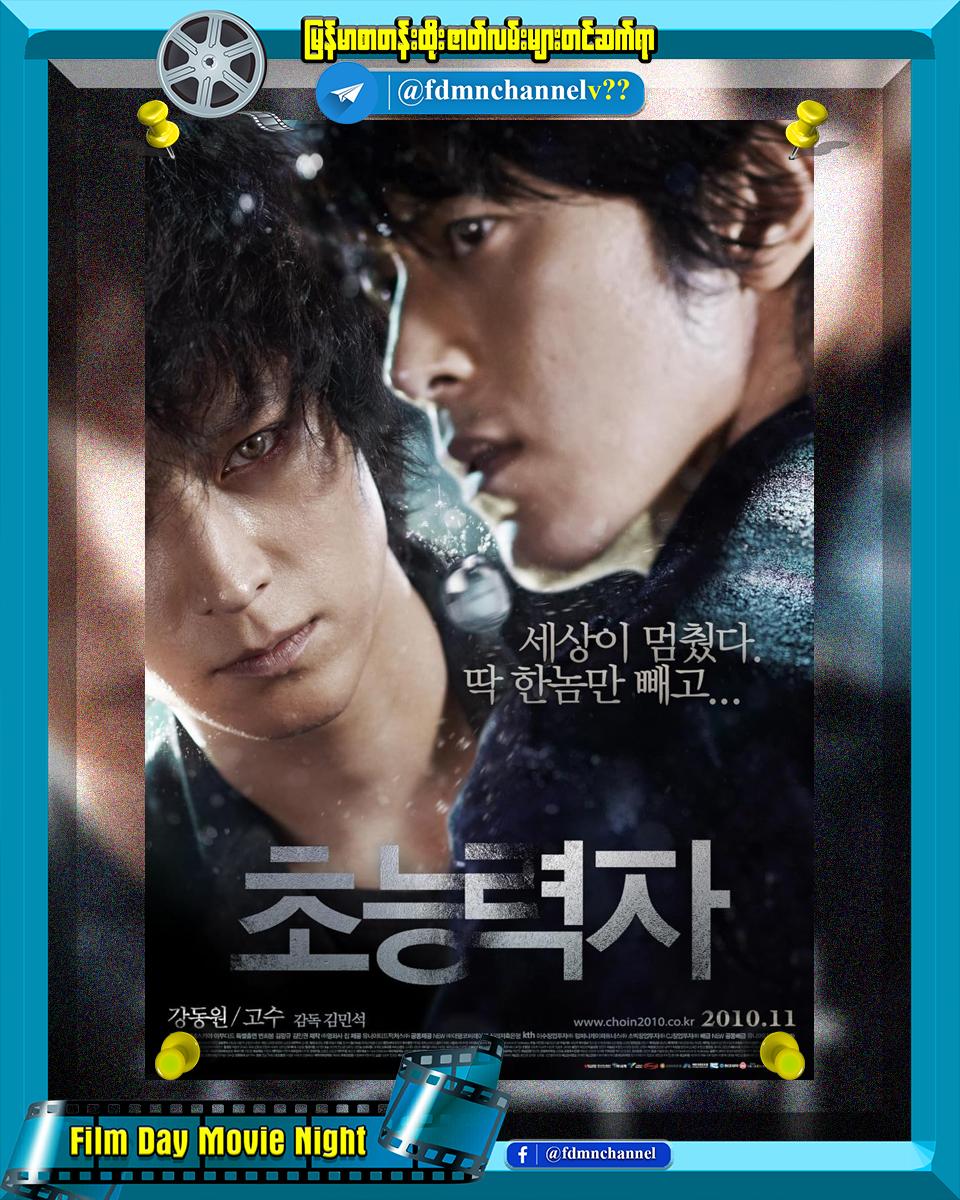 မြန်မာစာတန်းထိုးဇာတ်လမ်းများတင်ဆက်ရာ
@fdmnchannelv??
세상이 멈췄다.
딱 한놈만 빼고...
초능력자
강동원/고수 감독 김민석
www.choin2010.co.kr 2010.11
Film Day Movie Night
@fdmnchannel